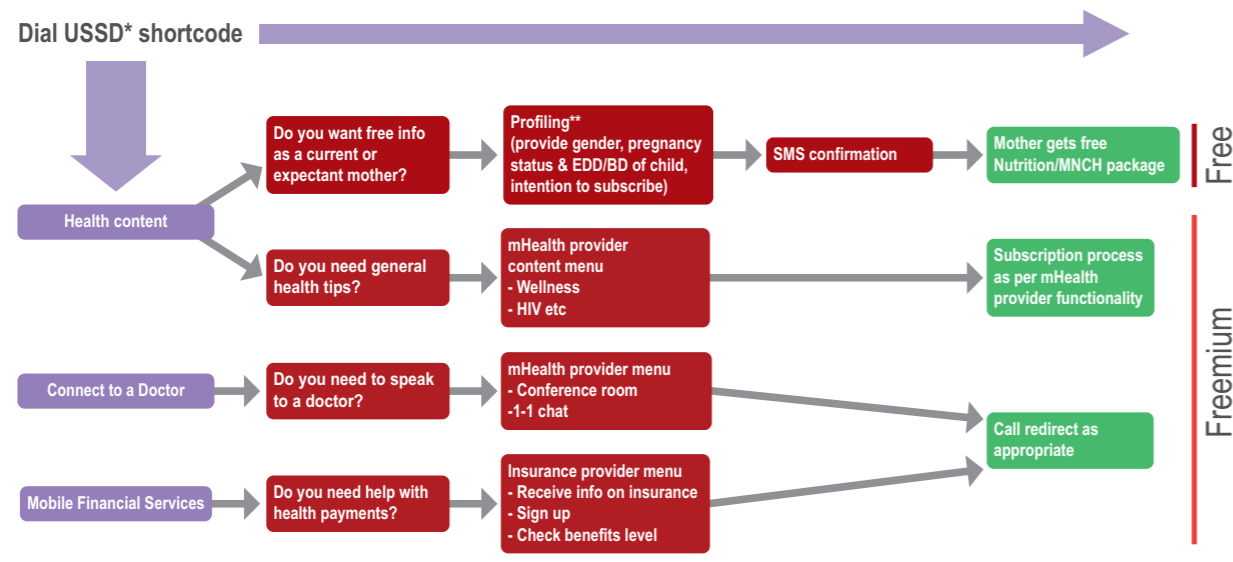 Dial USSD* shortcode
Do you want free info
as a current or
expectant mother?
Profiling**
(provide gender, pregnancy
status & EDD/BD of child,
intention to subscribe)
SMS confirmation
Mother gets free
Nutrition/MNCH package
Free
Health content
Do you need general
health tips?
mHealth provider
content menu
- Wellness
- HIV etc
Subscription process
as per mHealth
provider functionality
Freemium
Connect to a Doctor
Do you need to speak
to a doctor?
mHealth provider menu
- Conference room
-1-1 chat
Call redirect as
appropriate
Mobile Financial Services
Do you need help with
health payments?
Insurance provider menu
- Receive info on insurance
- Sign up
- Check benefits level